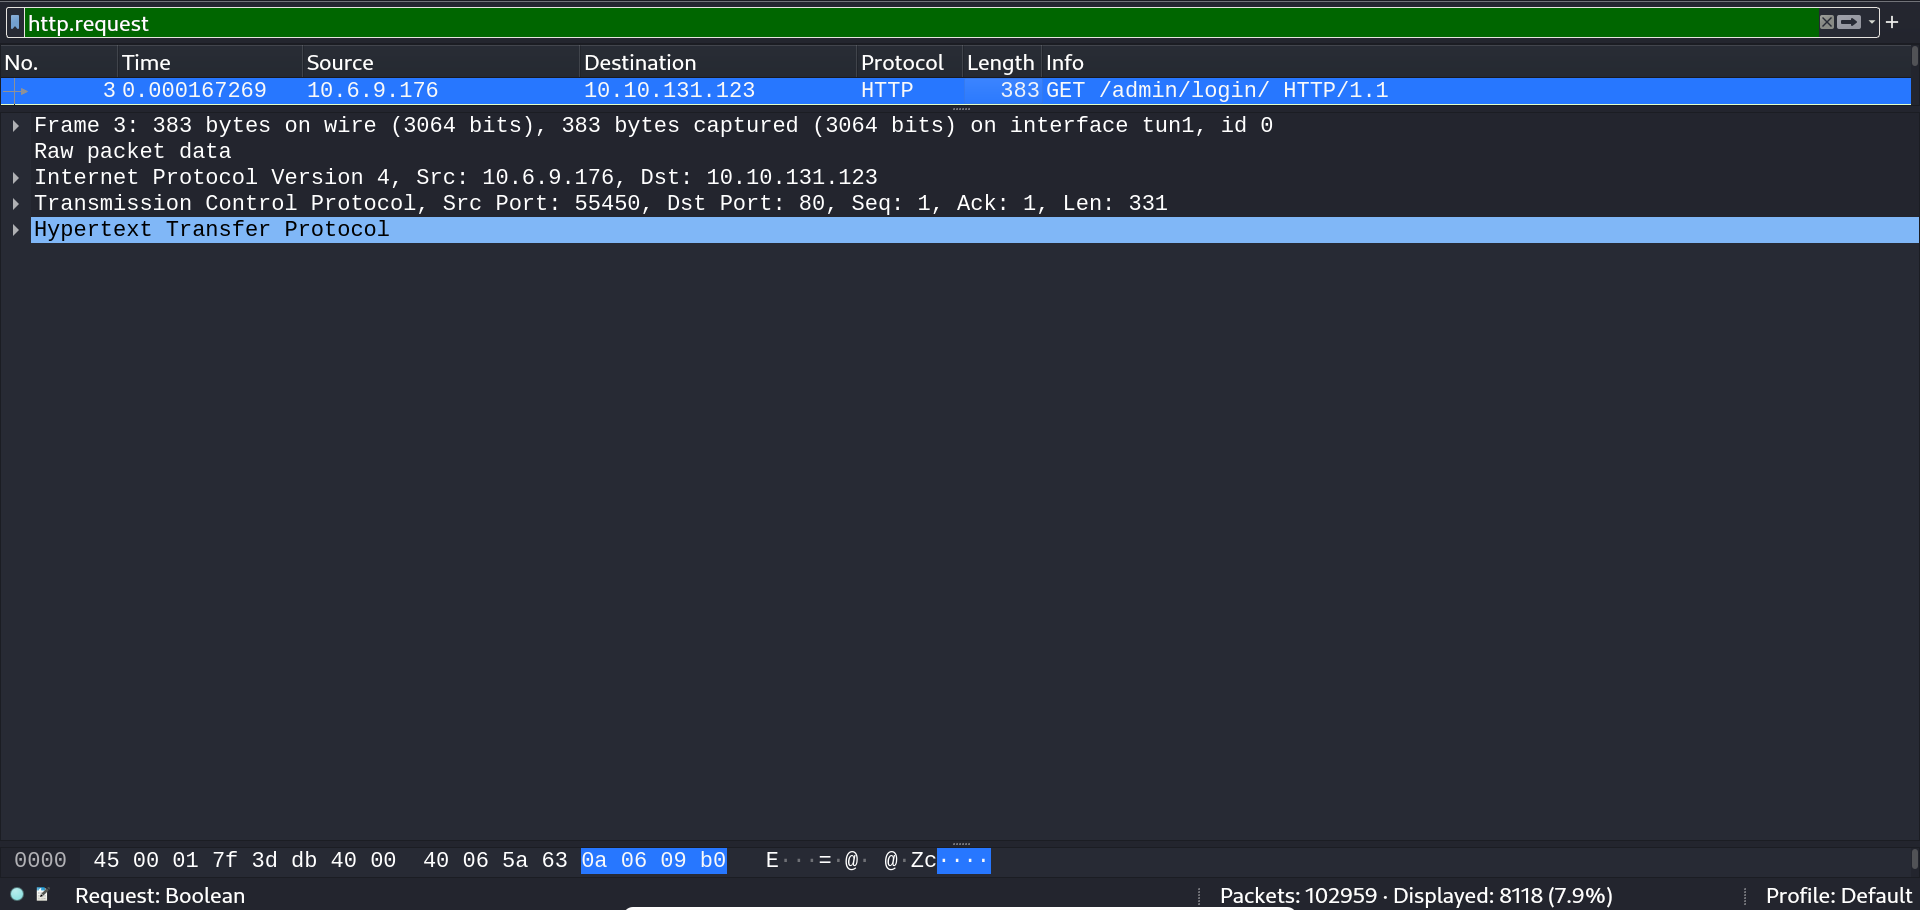 http.request
No. Time Source Destination Protocol Length Info
3 0.000167269 10.6.9.176 10.10.131.123 HTTP 383 GET /admin/login/ HTTP/1.1
Frame 3: 383 bytes on wire (3064 bits), 383 bytes captured (3064 bits) on interface tun1, id 0
Raw packet data
Internet Protocol Version 4, Src: 10.6.9.176, Dst: 10.10.131.123
Transmission Control Protocol, Src Port: 55450, Dst Port: 80, Seq: 1, Ack: 1, Len: 331
Hypertext Transfer Protocol
0000 45 00 01 7f 3d db 40 00 40 06 5a 63 0a 06 09 b0 E···=·@· @·Zc····
Request: Boolean Packets: 102959 · Displayed: 8118 (7.9%) Profile: Default